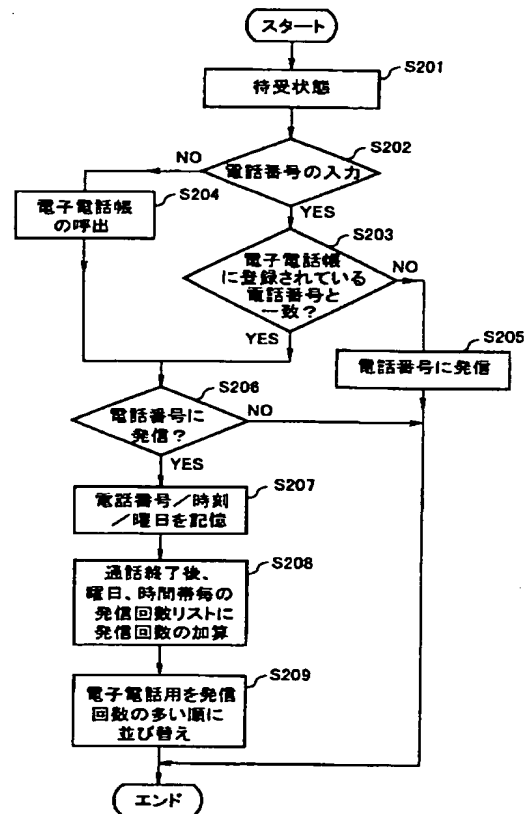 スタート
S201
待受状態
S202
電話番号の入力
NO
YES
S204
電子電話帳
の呼出
S203
電子電話帳
に登録されている
電話番号と
一致？
NO
YES
S205
電話番号に発信
S206
電話番号に
発信？
NO
YES
S207
電話番号／時刻
／曜日を記憶
S208
通話終了後、
曜日、時間帯毎の
発信回数リストに
発信回数の加算
S209
電子電話用を発信
回数の多い順に
並び替え
エンド